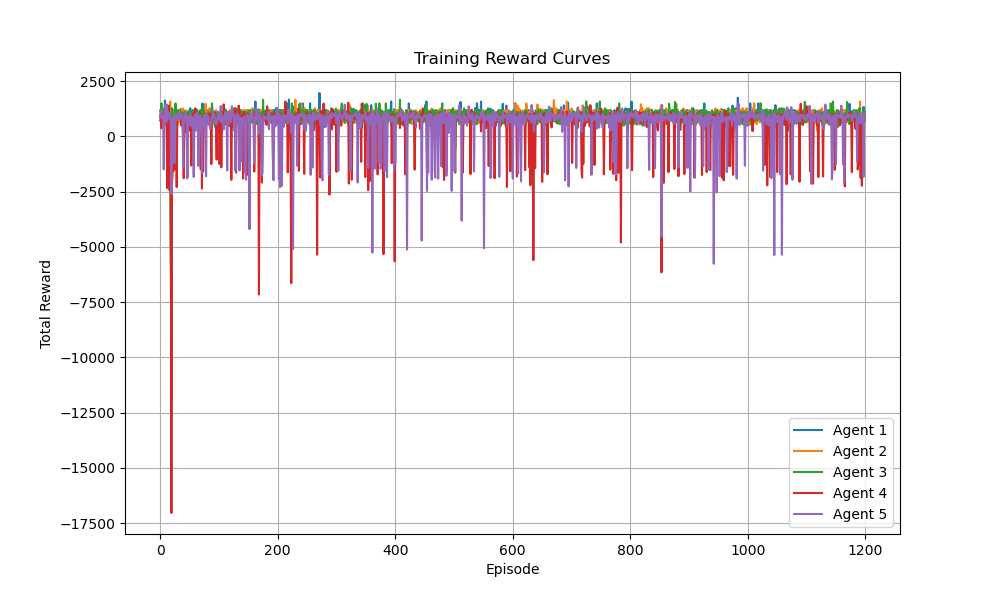 Training Reward Curves
Total Reward
2500
0
−2500
−5000
−7500
−10000
−12500
−15000
−17500
0 200 400 600 800 1000 1200
Episode
Agent 1
Agent 2
Agent 3
Agent 4
Agent 5